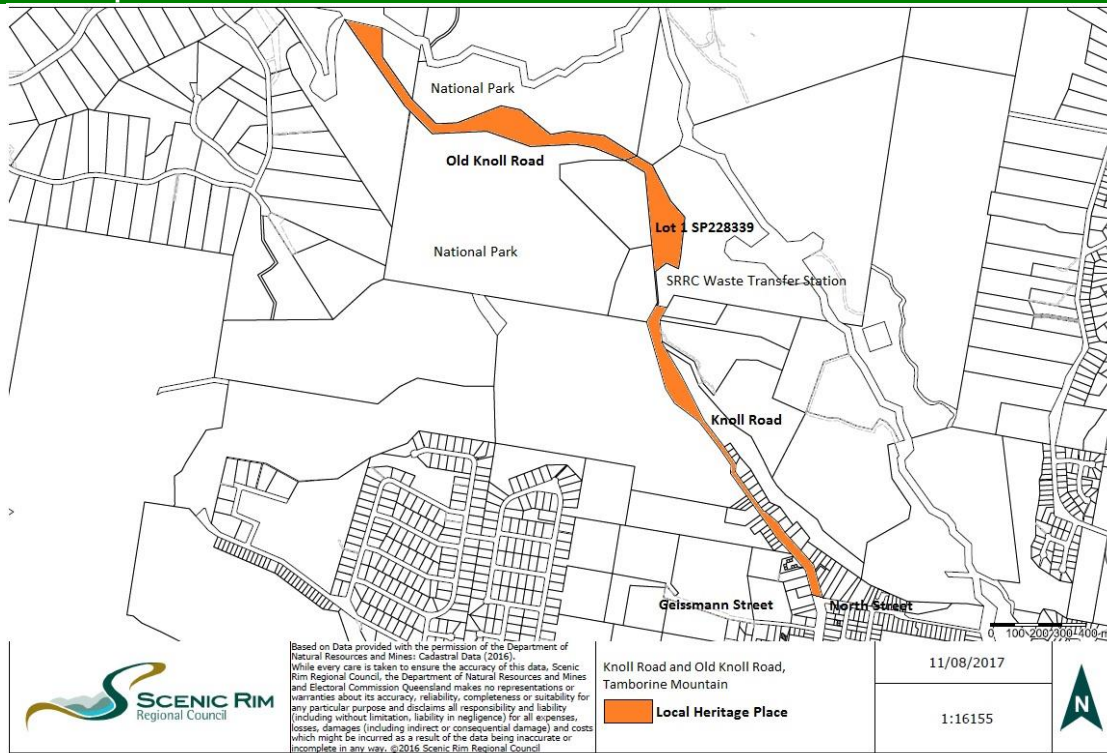 National Park
Old Knoll Road
Lot 1 SP228339
National Park
SRRC Waste Transfer Station
Knoll Road
Geissmann Street
North Street
0 100 200 300 400 m
SCENIC RIM
Regional Council
Based on Data provided with the permission of the Department of
Natural Resources and Mines: Cadastral Data (2016).
While every care is taken to ensure the accuracy of this data, Scenic
Rim Regional Council, the Department of Natural Resources and Mines
and Electoral Commission Queensland makes no representations or
warranties about its accuracy, reliability, completeness or suitability for
any particular purpose and disclaims all responsibility and liability
(including without limitation, liability in negligence) for all expenses,
losses, damages (including indirect or consequential damage) and costs
which might be incurred as a result of the data being inaccurate or
incomplete in any way. ©2016 Scenic Rim Regional Council
Knoll Road and Old Knoll Road,
Tamborine Mountain
Local Heritage Place
11/08/2017
1:16155
N